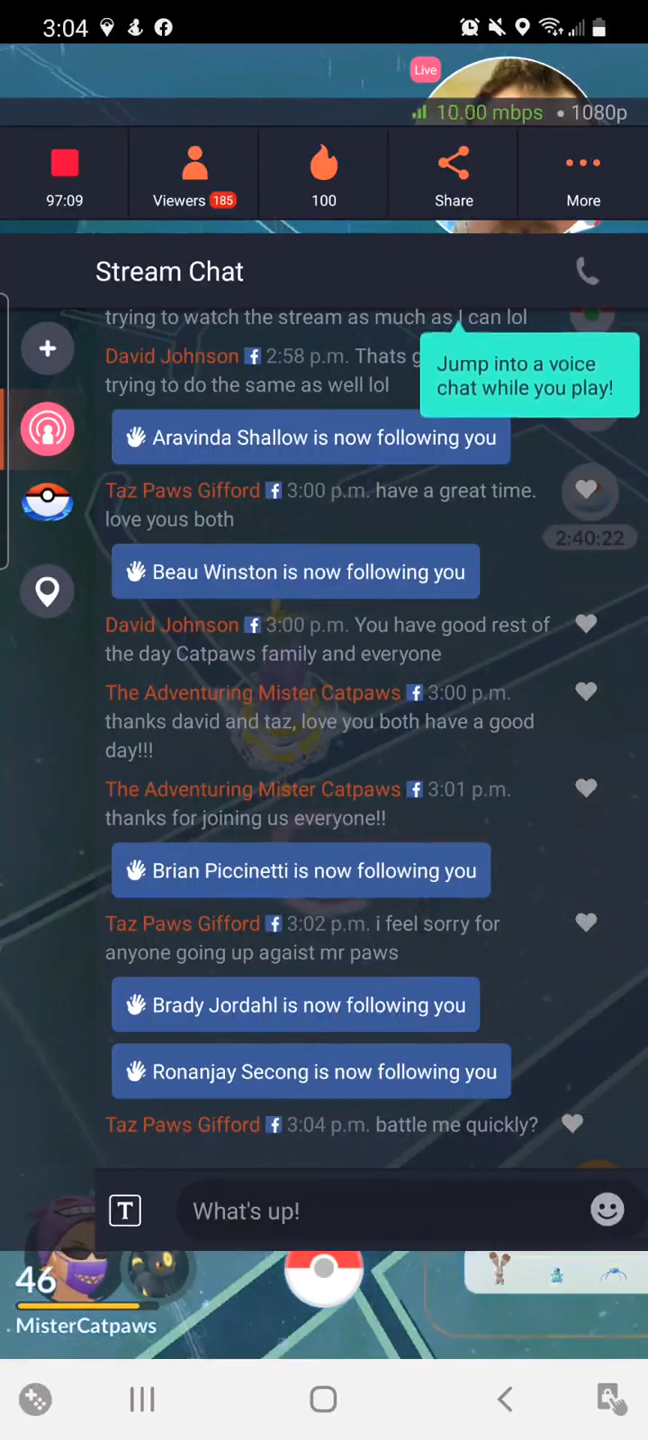 3:04
Live
10.00 mbps • 1080p
97:09
Viewers 185
100
Share
More
Stream Chat
trying to watch the stream as much as I can lol
Jump into a voice
chat while you play!
David Johnson 2:58 p.m. Thats g
trying to do the same as well lol
Aravinda Shallow is now following you
Taz Paws Gifford 3:00 p.m. have a great time.
love yous both
2:40:22
Beau Winston is now following you
David Johnson 3:00 p.m. You have good rest of
the day Catpaws family and everyone
The Adventuring Mister Catpaws 3:00 p.m.
thanks david and taz, love you both have a good
day!!!
The Adventuring Mister Catpaws 3:01 p.m.
thanks for joining us everyone!!
Brian Piccinetti is now following you
Taz Paws Gifford 3:02 p.m. i feel sorry for
anyone going up agaist mr paws
Brady Jordahl is now following you
Ronanjay Secong is now following you
Taz Paws Gifford 3:04 p.m. battle me quickly?
T
What's up!
46
MisterCatpaws